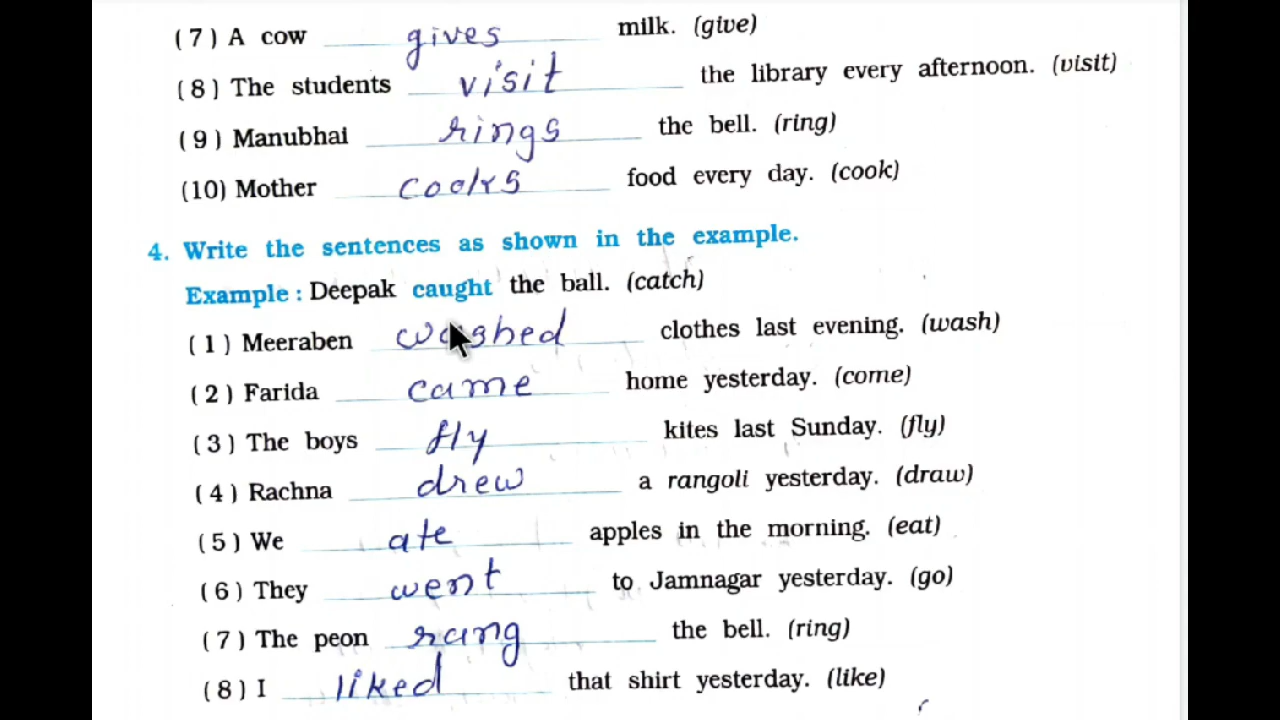 (7) A cow gives milk. (give)
(8) The students visit the library every afternoon. (visit)
(9) Manubhai rings the bell. (ring)
(10) Mother cooks food every day. (cook)
4. Write the sentences as shown in the example.
Example : Deepak caught the ball. (catch)
(1) Meeraben washed clothes last evening. (wash)
(2) Farida came home yesterday. (come)
(3) The boys fly kites last Sunday. (fly)
(4) Rachna drew a rangoli yesterday. (draw)
(5) We ate apples in the morning. (eat)
(6) They went to Jamnagar yesterday. (go)
(7) The peon rang the bell. (ring)
(8) I liked that shirt yesterday. (like)